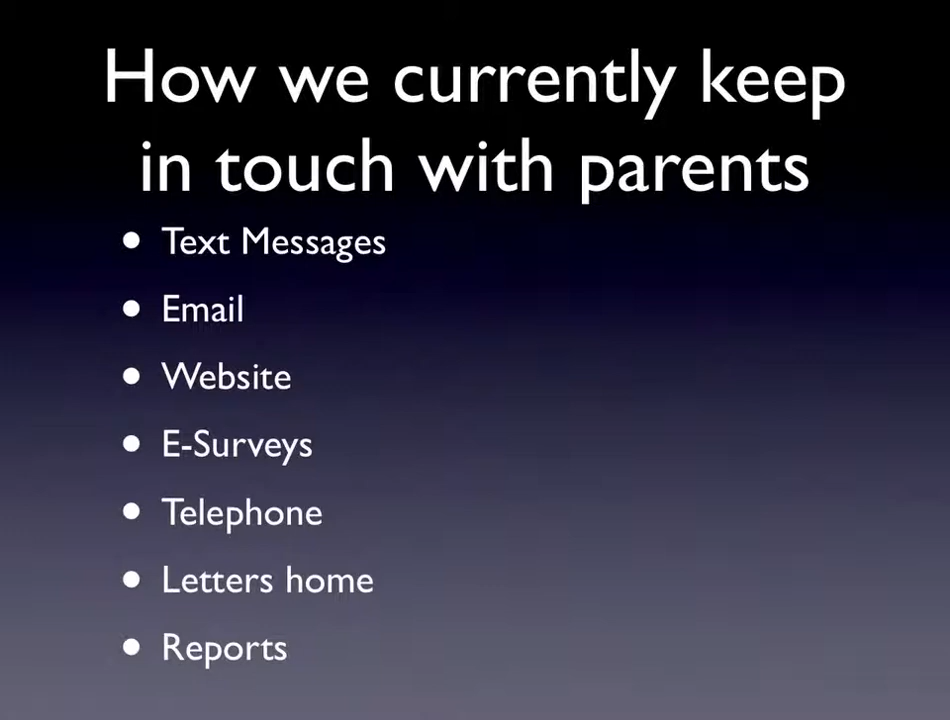 How we currently keep
in touch with parents
• Text Messages
• Email
• Website
• E-Surveys
• Telephone
• Letters home
• Reports